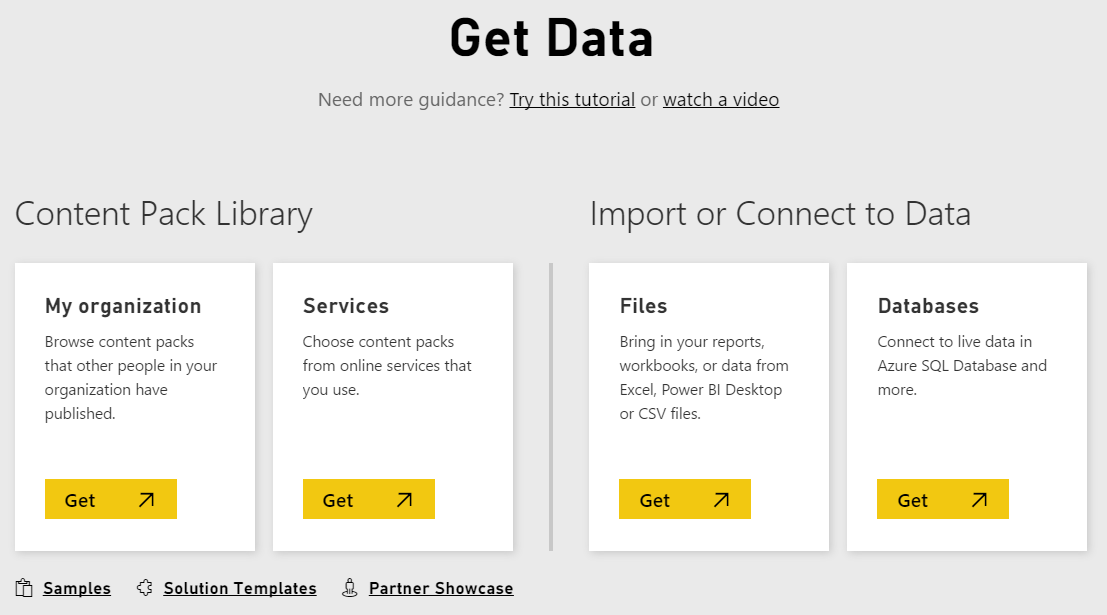 Get Data
Need more guidance? Try this tutorial or watch a video
Content Pack Library
My organization
Browse content packs
that other people in your
organization have
published.
Get
Services
Choose content packs
from online services that
you use.
Get
Import or Connect to Data
Files
Bring in your reports,
workbooks, or data from
Excel, Power BI Desktop
or CSV files.
Get
Databases
Connect to live data in
Azure SQL Database and
more.
Get
Samples
Solution Templates
Partner Showcase